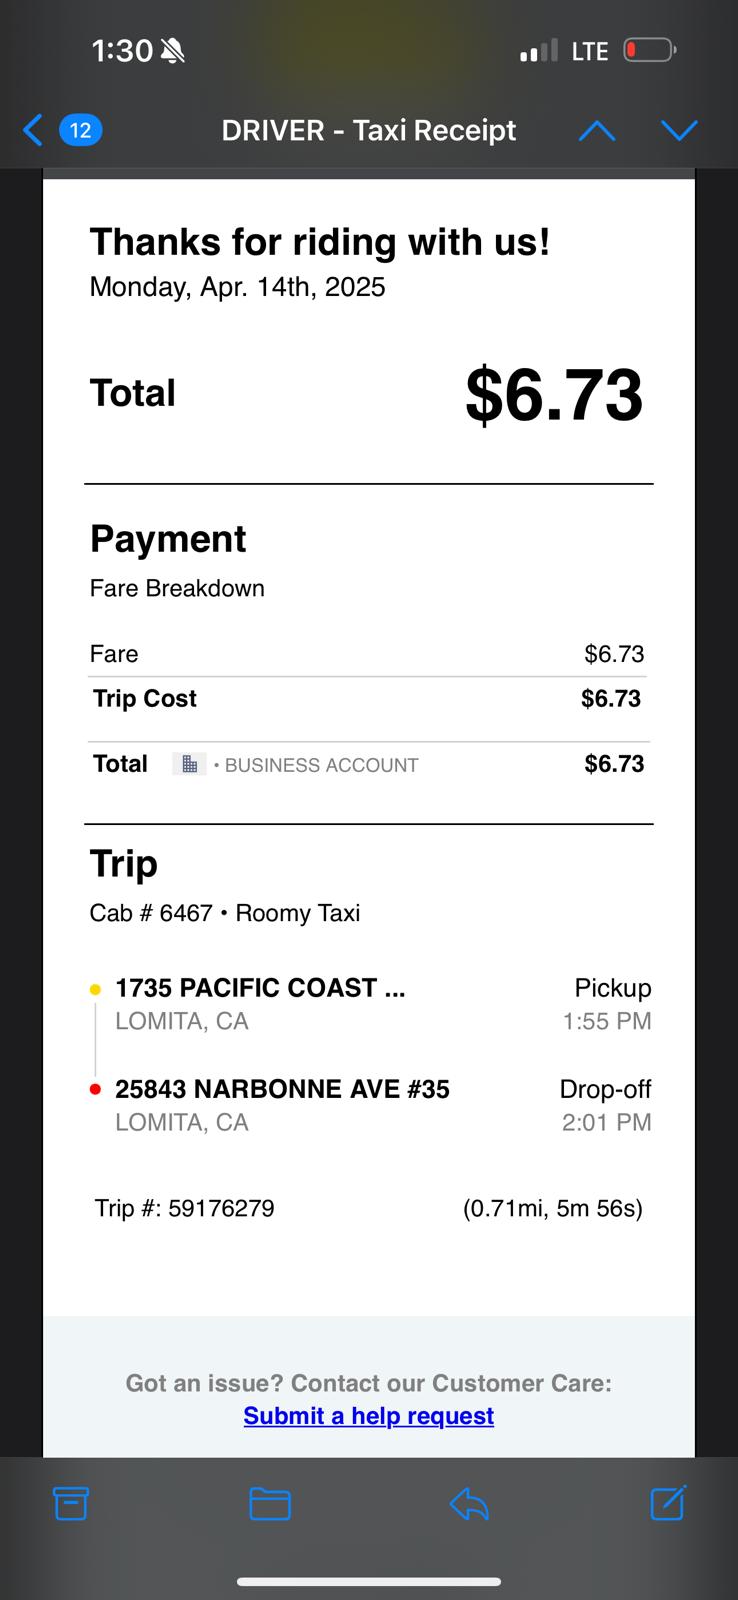 1:30 LTE
12 DRIVER - Taxi Receipt
Thanks for riding with us!
Monday, Apr. 14th, 2025
Total $6.73
Payment
Fare Breakdown
Fare $6.73
Trip Cost $6.73
Total • BUSINESS ACCOUNT $6.73
Trip
Cab # 6467 • Roomy Taxi
1735 PACIFIC COAST ... Pickup
LOMITA, CA 1:55 PM
25843 NARBONNE AVE #35 Drop-off
LOMITA, CA 2:01 PM
Trip #: 59176279 (0.71mi, 5m 56s)
Got an issue? Contact our Customer Care:
Submit a help request